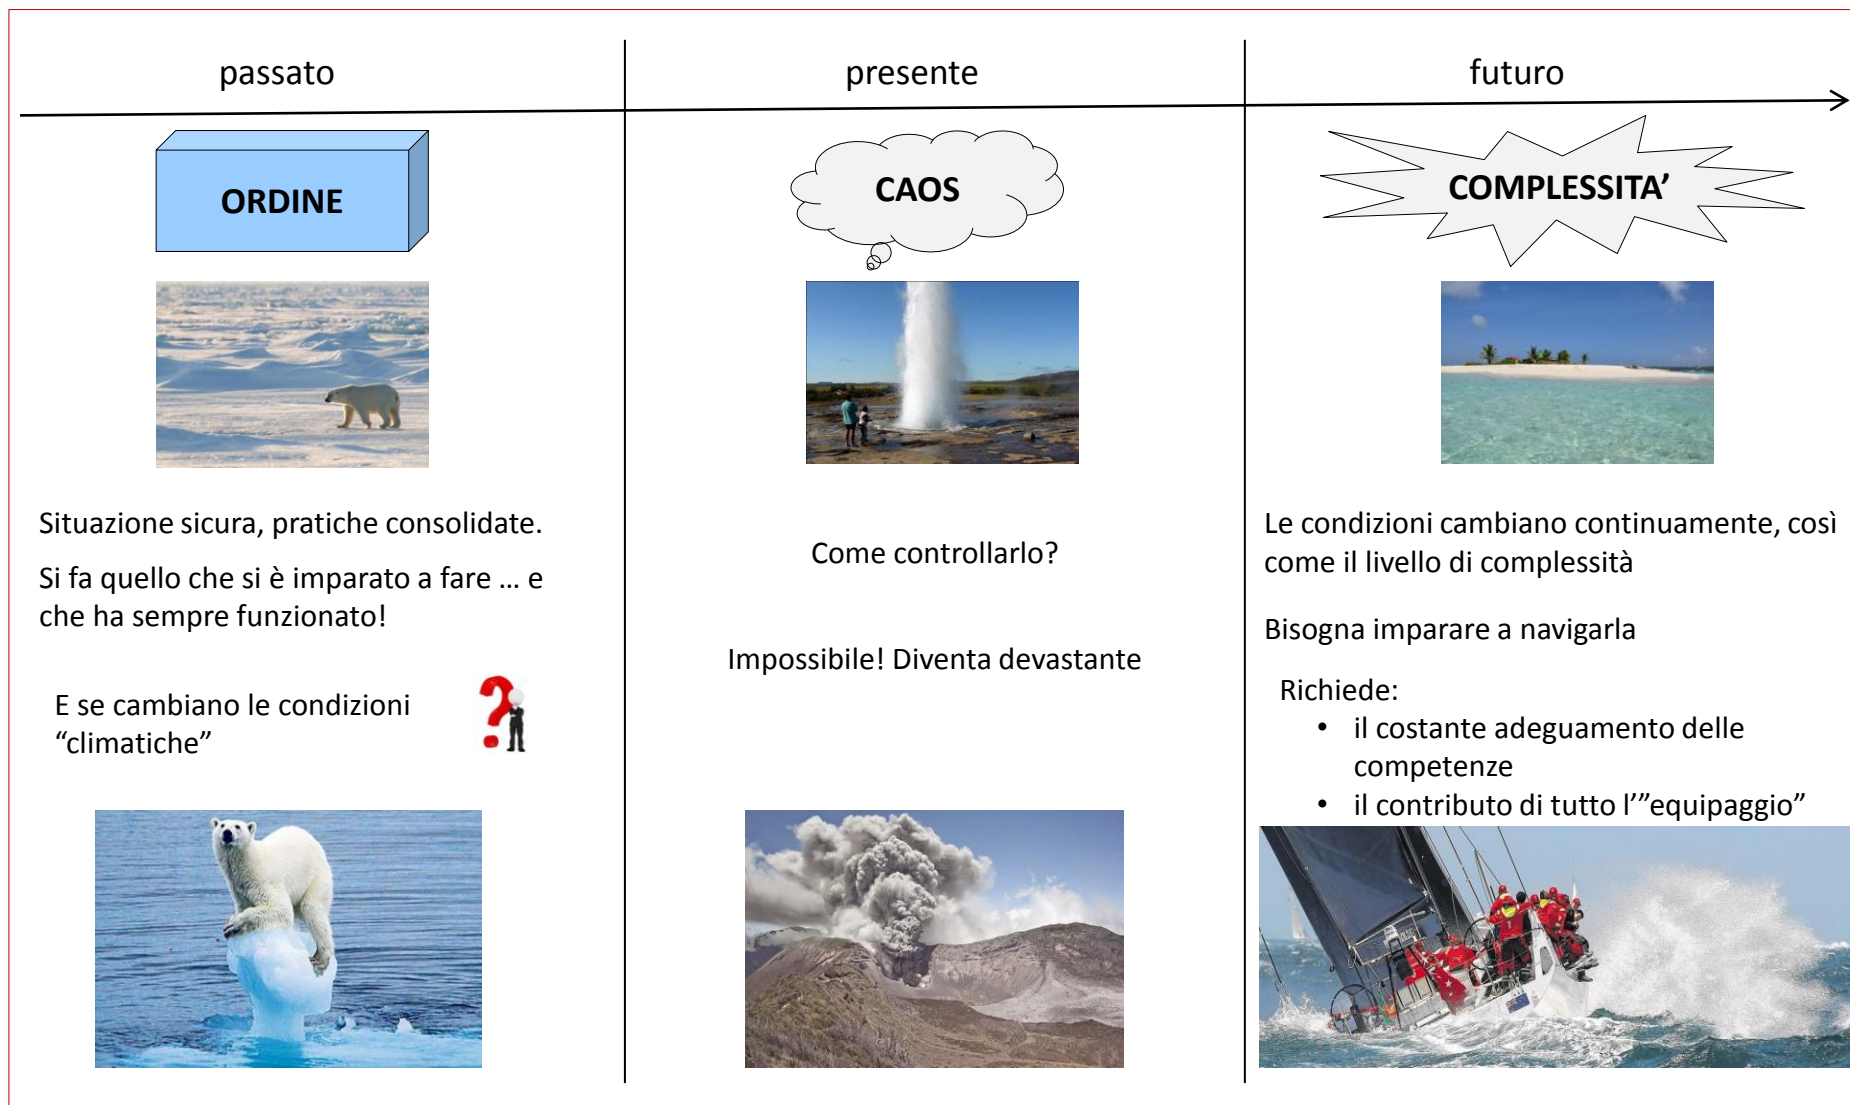 passato
presente
futuro
ORDINE
CAOS
COMPLESSITA’
Situazione sicura, pratiche consolidate.
Si fa quello che si è imparato a fare … e
che ha sempre funzionato!
E se cambiano le condizioni
“climatiche”
Come controllarlo?
Impossibile! Diventa devastante
Le condizioni cambiano continuamente, così
come il livello di complessità
Bisogna imparare a navigarla
Richiede:
• il costante adeguamento delle
competenze
• il contributo di tutto l’”equipaggio”